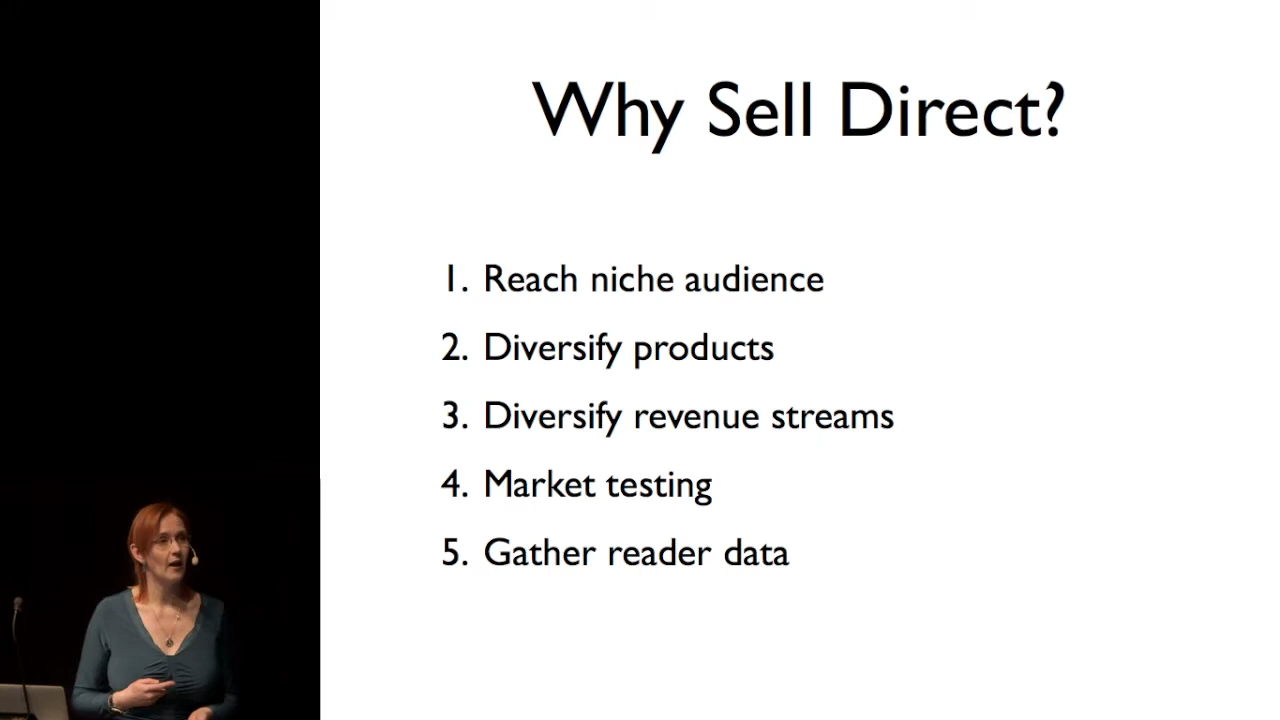 Why Sell Direct?
1. Reach niche audience
2. Diversify products
3. Diversify revenue streams
4. Market testing
5. Gather reader data